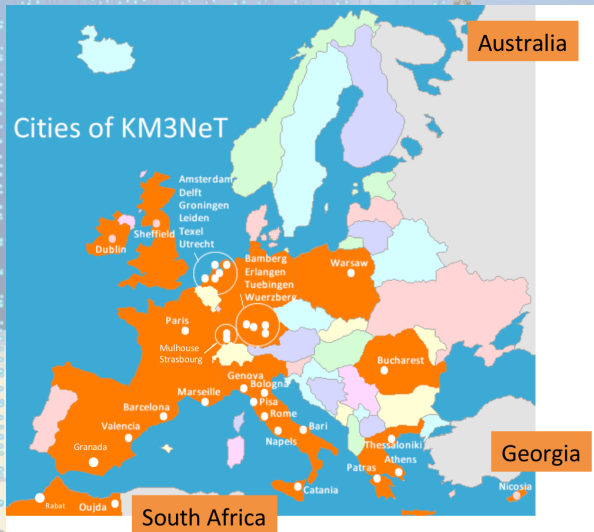 Australia
Cities of KM3NeT
Amsterdam
Delft
Groningen
Leiden
Texel
Utrecht
Sheffield
Dublin
Bamberg
Erlangen
Tuebingen
Wuerzberg
Warsaw
Paris
Mulhouse
Strasbourg
Bucharest
Genova
Bologna
Marseille
Pisa
Barcelona
Rome
Valencia
Bari
Napels
Granada
Thessaloniki
Athens
Georgia
Patras
Nicosia
Catania
Rabat
Oujda
South Africa